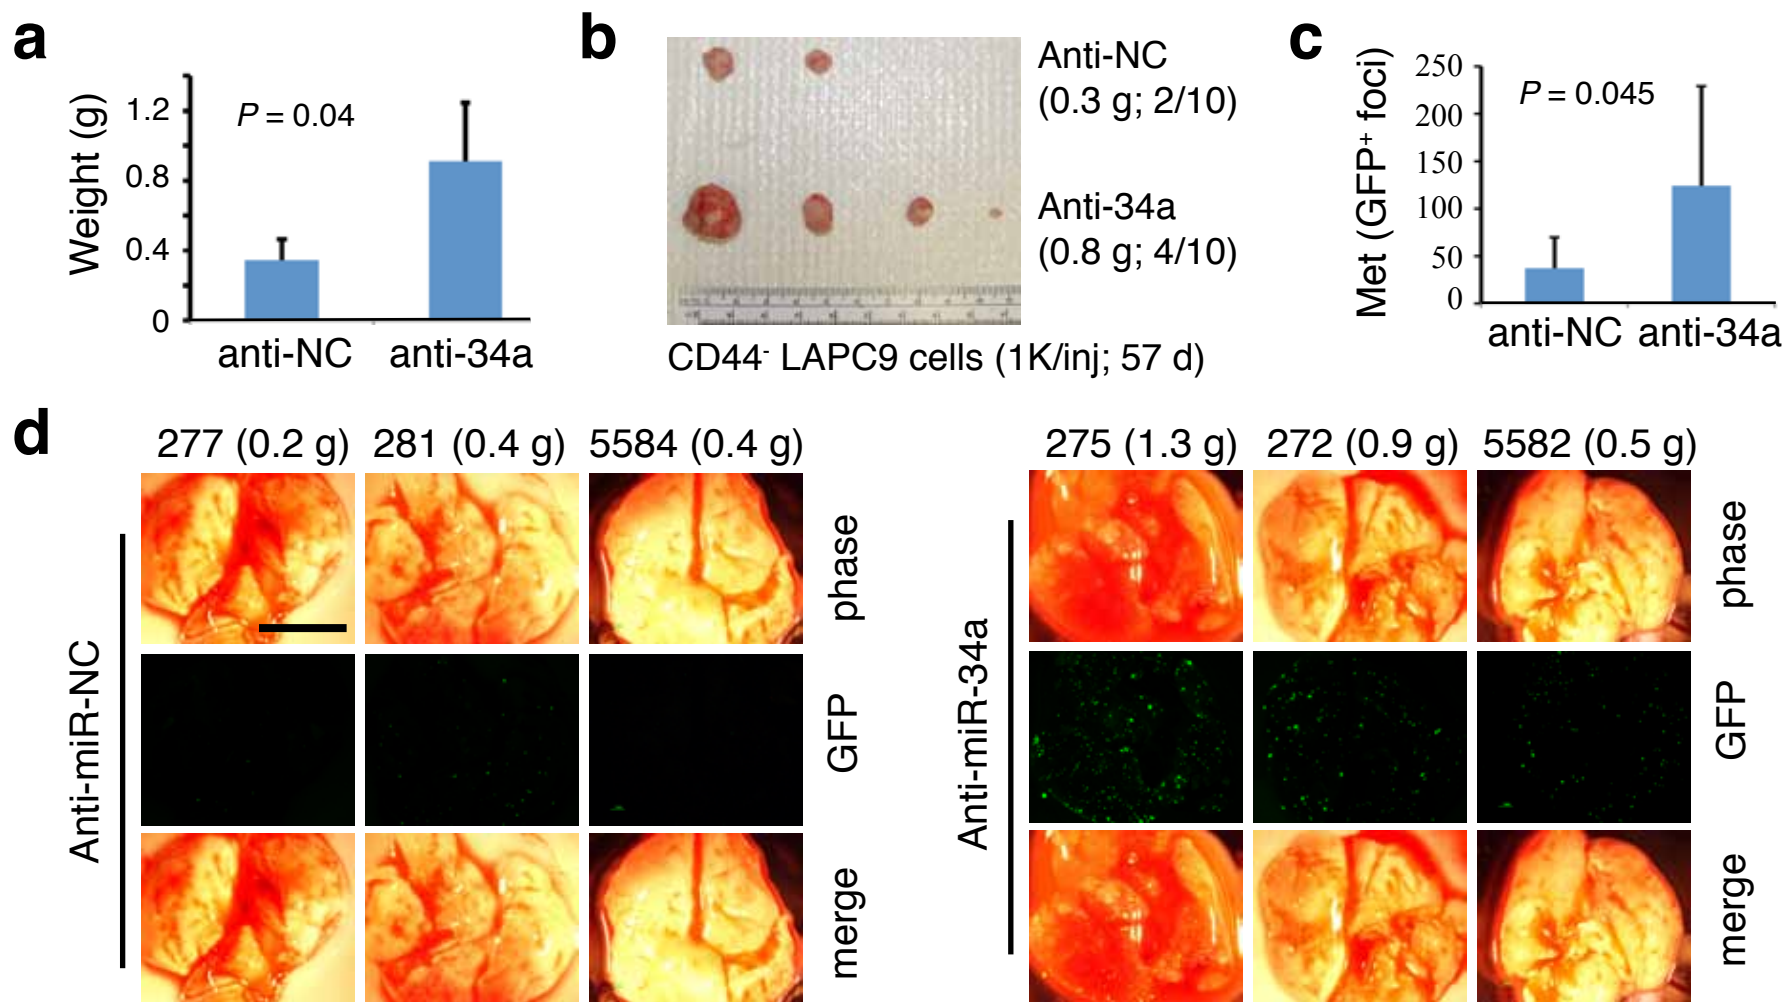 a
Weight (g)
1.2
0.8
0.4
0
P = 0.04
anti-NC
anti-34a
b
Anti-NC
(0.3 g; 2/10)
Anti-34a
(0.8 g; 4/10)
CD44- LAPC9 cells (1K/inj; 57 d)
c
Met (GFP+ foci)
250
200
150
100
50
0
P = 0.045
anti-NC
anti-34a
d
Anti-miR-NC
277 (0.2 g)
281 (0.4 g)
5584 (0.4 g)
phase
GFP
merge
Anti-miR-34a
275 (1.3 g)
272 (0.9 g)
5582 (0.5 g)
phase
GFP
merge